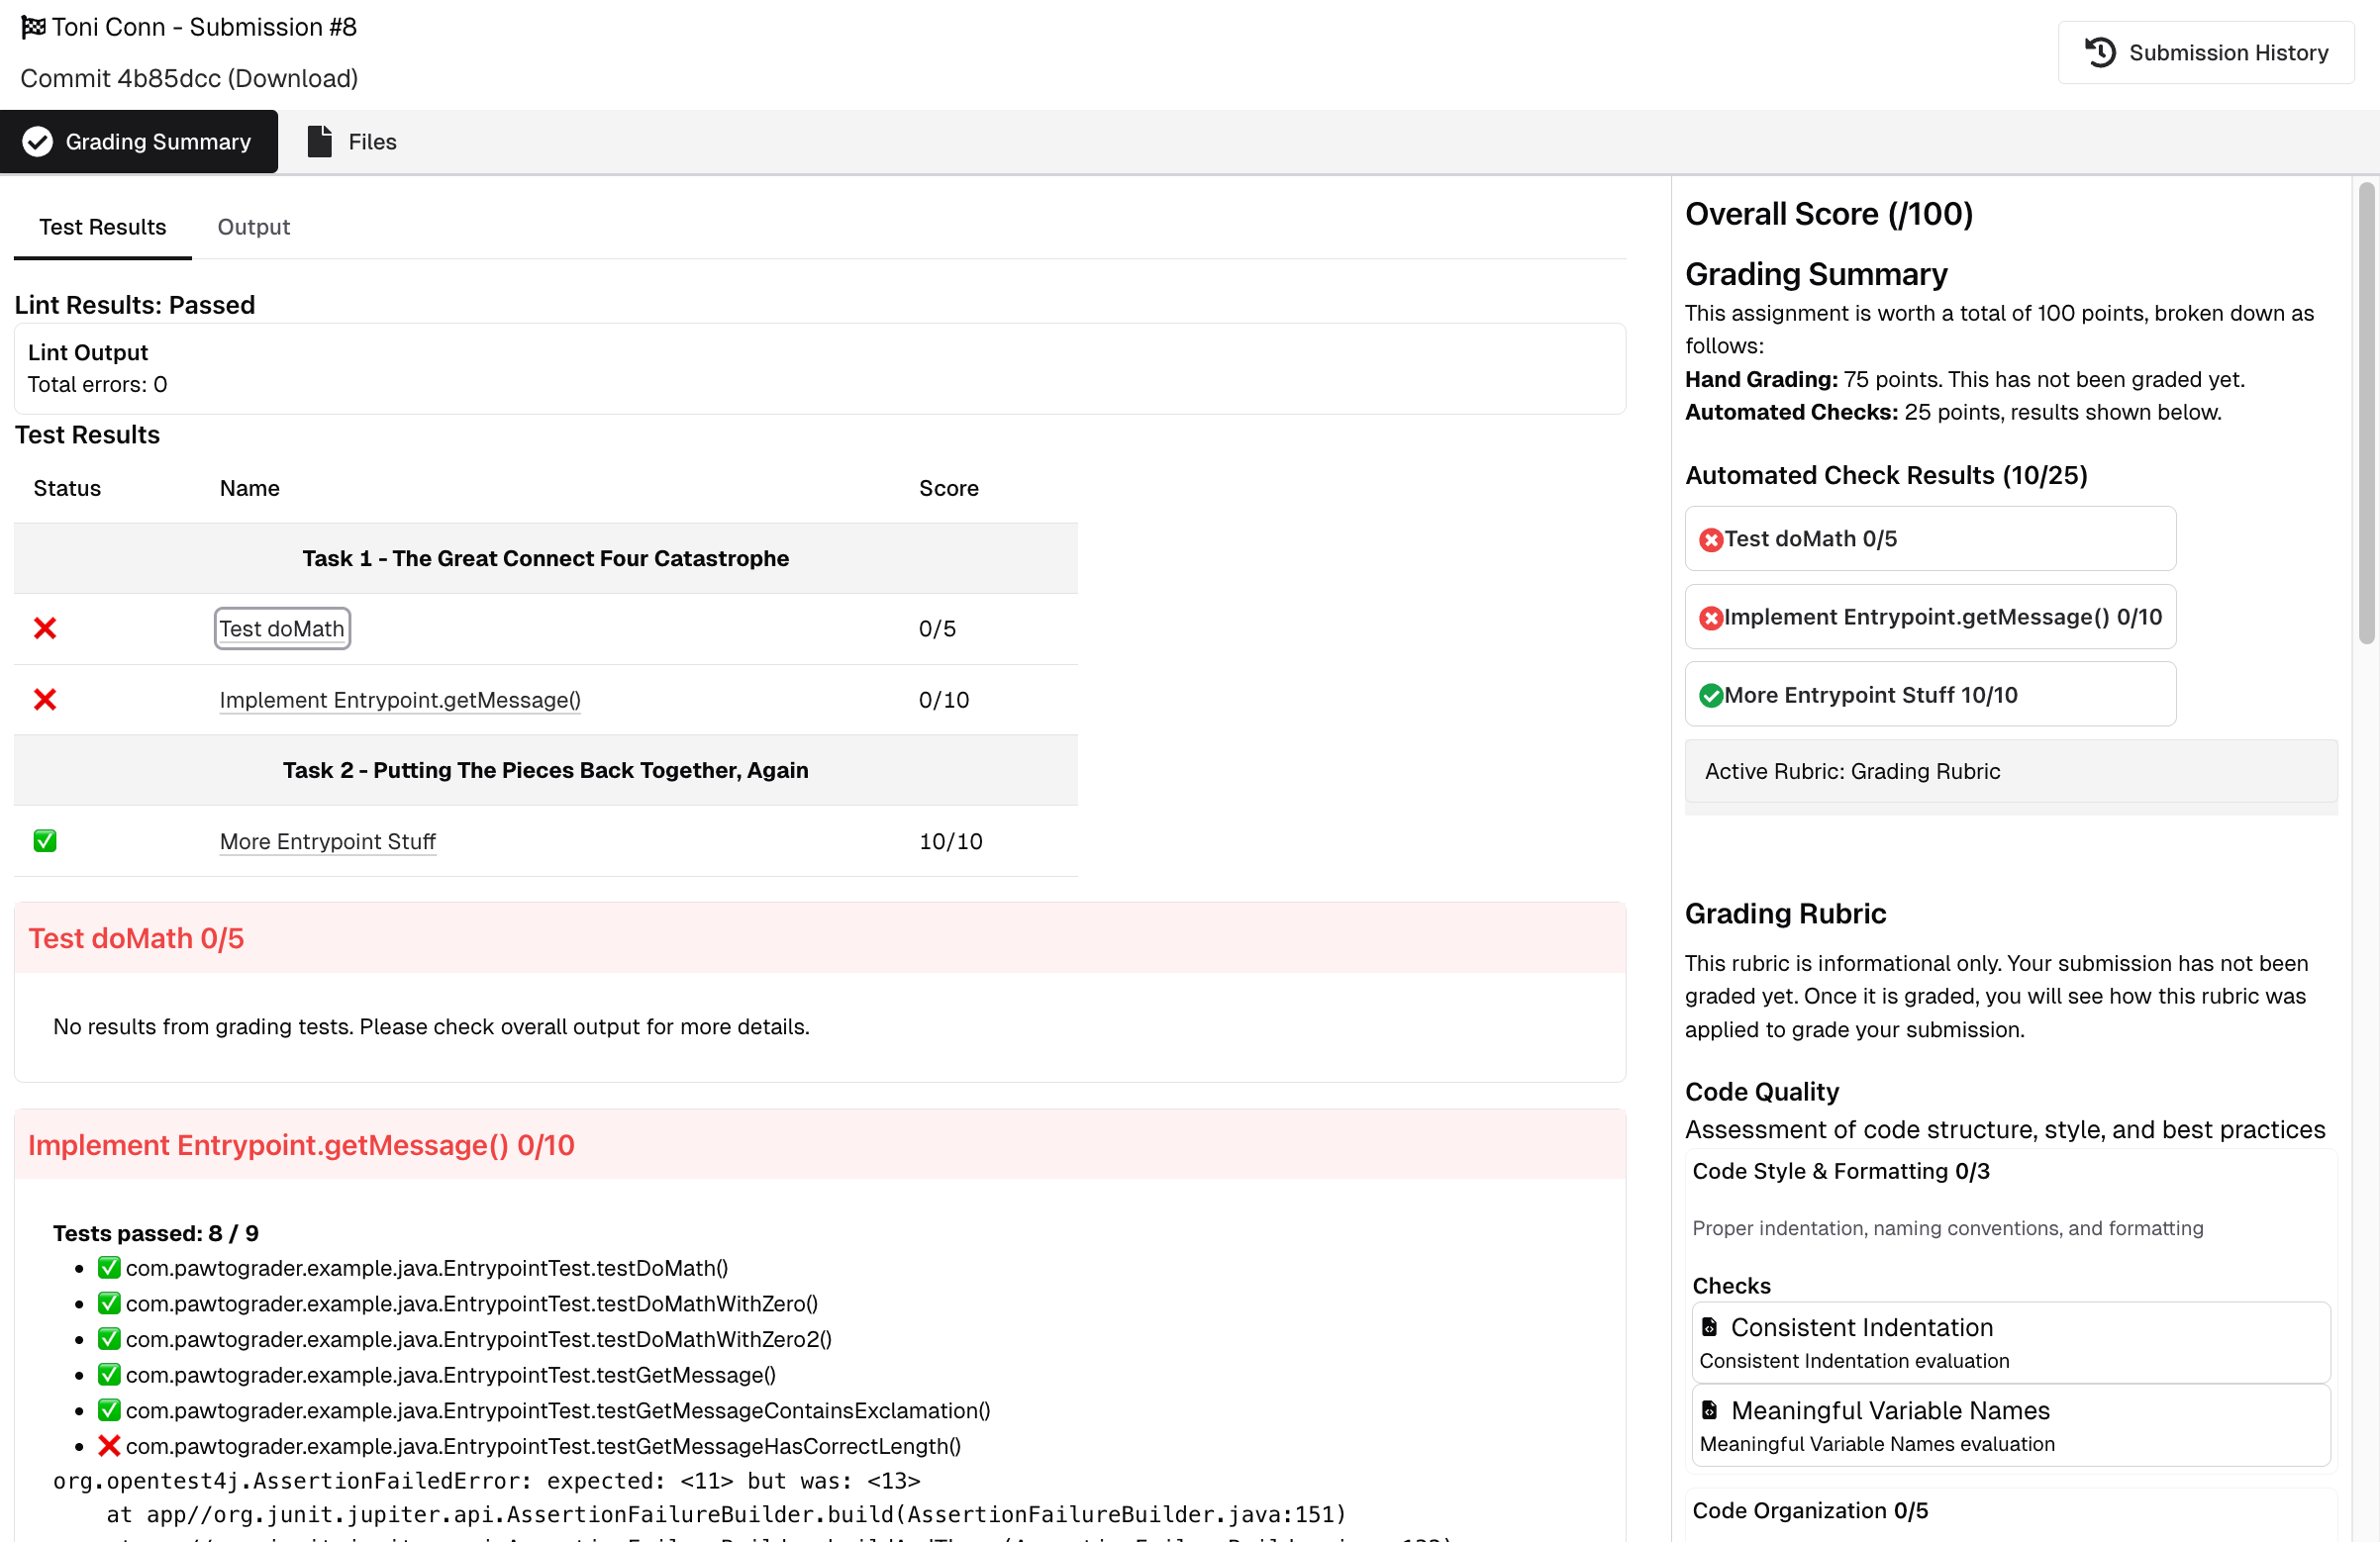 Toni Conn - Submission #8
Commit 4b85dcc (Download)
Submission History
Grading Summary
Files
Test Results
Output
Lint Results: Passed
Lint Output
Total errors: 0
Test Results
Status Name Score
Task 1 - The Great Connect Four Catastrophe
Test doMath 0/5
Implement Entrypoint.getMessage() 0/10
Task 2 - Putting The Pieces Back Together, Again
More Entrypoint Stuff 10/10
Test doMath 0/5
No results from grading tests. Please check overall output for more details.
Implement Entrypoint.getMessage() 0/10
Tests passed: 8 / 9
com.pawtograder.example.java.EntrypointTest.testDoMath()
com.pawtograder.example.java.EntrypointTest.testDoMathWithZero()
com.pawtograder.example.java.EntrypointTest.testDoMathWithZero2()
com.pawtograder.example.java.EntrypointTest.testGetMessage()
com.pawtograder.example.java.EntrypointTest.testGetMessageContainsExclamation()
com.pawtograder.example.java.EntrypointTest.testGetMessageHasCorrectLength()
org.opentest4j.AssertionFailedError: expected: <11> but was: <13>
at app//org.junit.jupiter.api.AssertionFailureBuilder.build(AssertionFailureBuilder.java:151)
Overall Score (/100)
Grading Summary
This assignment is worth a total of 100 points, broken down as
follows:
Hand Grading: 75 points. This has not been graded yet.
Automated Checks: 25 points, results shown below.
Automated Check Results (10/25)
Test doMath 0/5
Implement Entrypoint.getMessage() 0/10
More Entrypoint Stuff 10/10
Active Rubric: Grading Rubric
Grading Rubric
This rubric is informational only. Your submission has not been
graded yet. Once it is graded, you will see how this rubric was
applied to grade your submission.
Code Quality
Assessment of code structure, style, and best practices
Code Style & Formatting 0/3
Proper indentation, naming conventions, and formatting
Checks
Consistent Indentation
Consistent Indentation evaluation
Meaningful Variable Names
Meaningful Variable Names evaluation
Code Organization 0/5